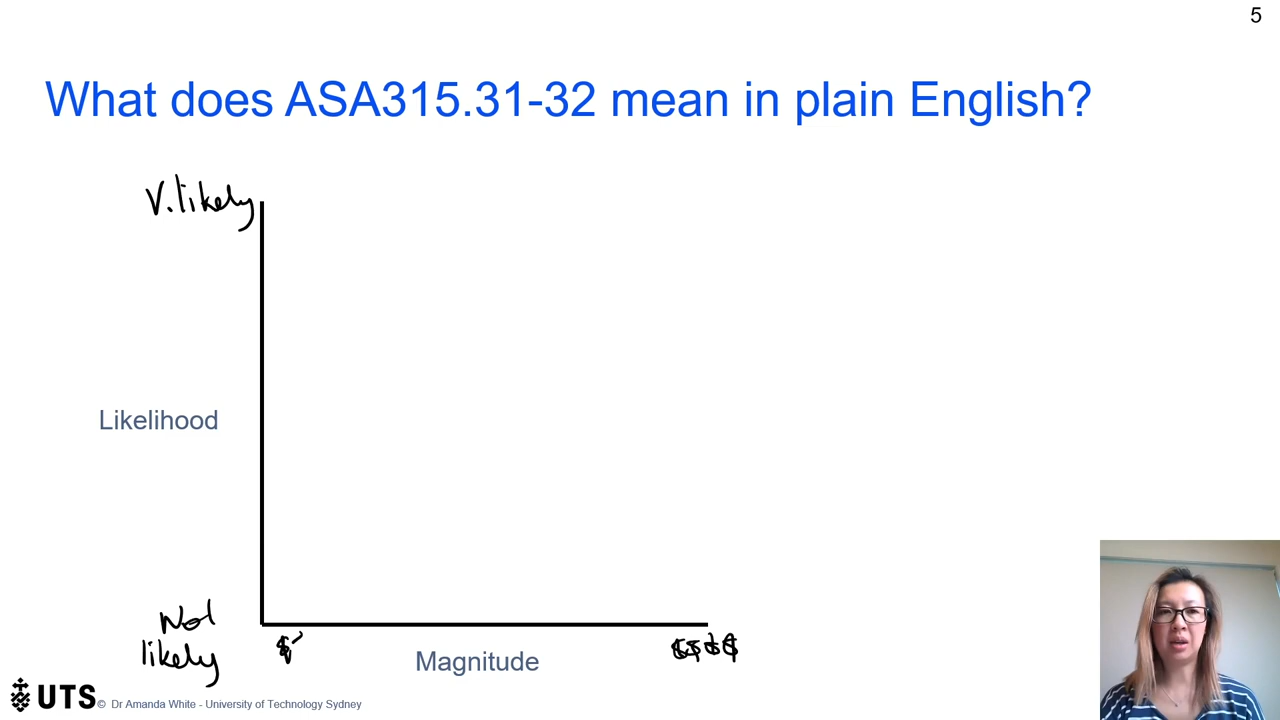 5
What does ASA315.31-32 mean in plain English?
V. likely
Likelihood
Not
likely
$
$$$$
Magnitude
UTS © Dr Amanda White - University of Technology Sydney